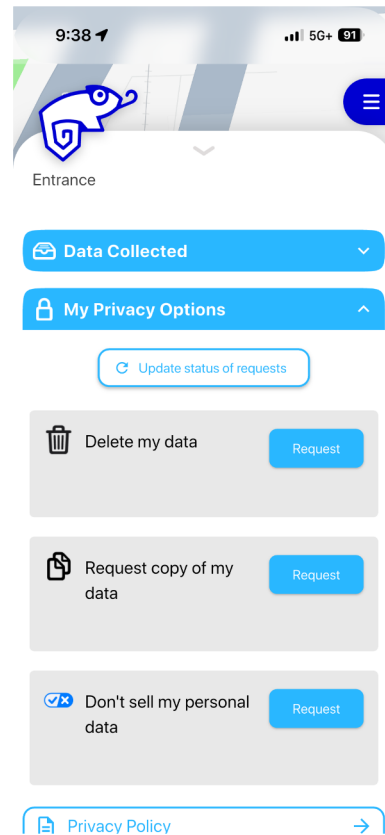 9:38
5G+ 91
Entrance
Data Collected
My Privacy Options
Update status of requests
Delete my data
Request
Request copy of my
data
Request
Don't sell my personal
data
Request
Privacy Policy